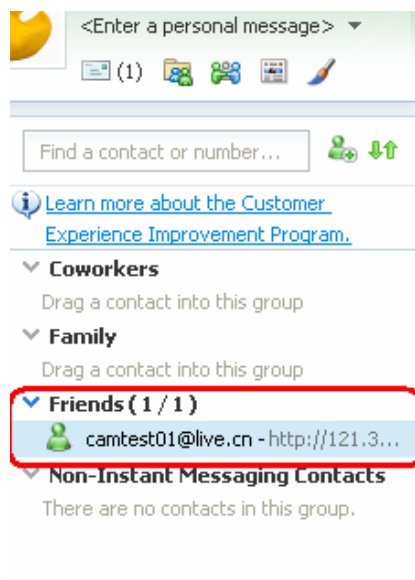 <Enter a personal message>
(1)
Find a contact or number...
Learn more about the Customer
Experience Improvement Program.
Coworkers
Drag a contact into this group
Family
Drag a contact into this group
Friends ( 1 / 1 )
camtest01@live.cn - http://121.3...
Non-Instant Messaging Contacts
There are no contacts in this group.